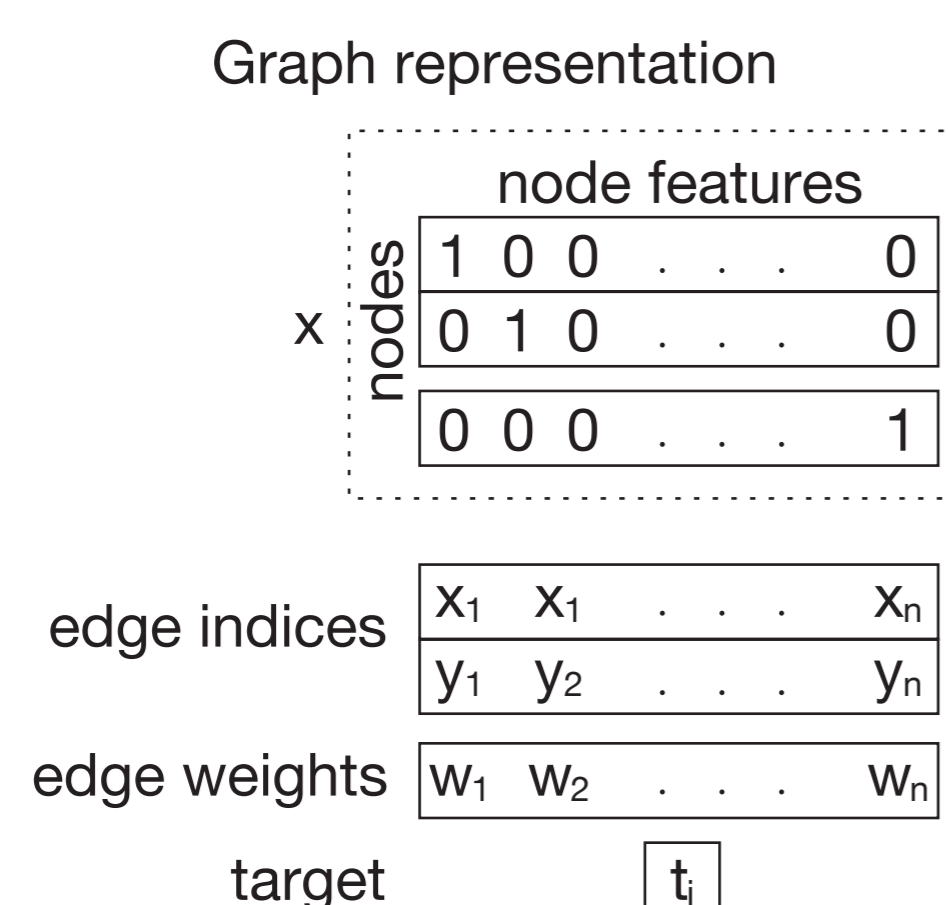 Graph representation
node features
nodes
x
1 0 0 . . . 0
0 1 0 . . . 0
0 0 0 . . . 1
edge indices
x₁ x₁ . . . xₙ
y₁ y₂ . . . yₙ
edge weights
w₁ w₂ . . . wₙ
target
tᵢ